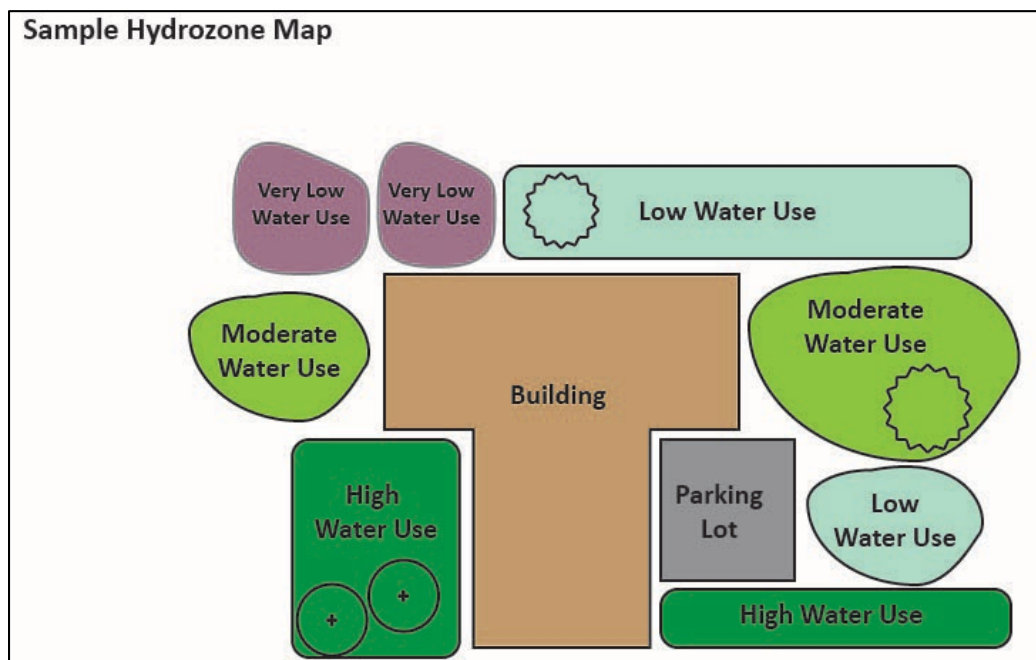 Sample Hydrozone Map
Very Low
Water Use
Very Low
Water Use
Low Water Use
Moderate
Water Use
Moderate
Water Use
Building
High
Water Use
Parking
Lot
Low
Water Use
High Water Use